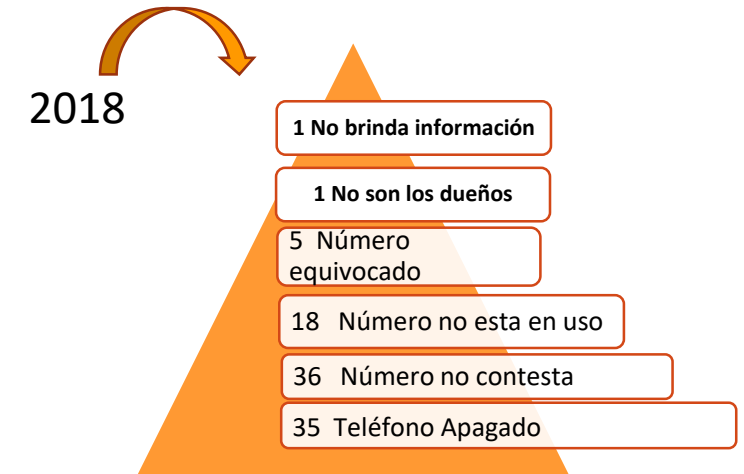 2018
1 No brinda información
1 No son los dueños
5 Número
equivocado
18 Número no esta en uso
36 Número no contesta
35 Teléfono Apagado